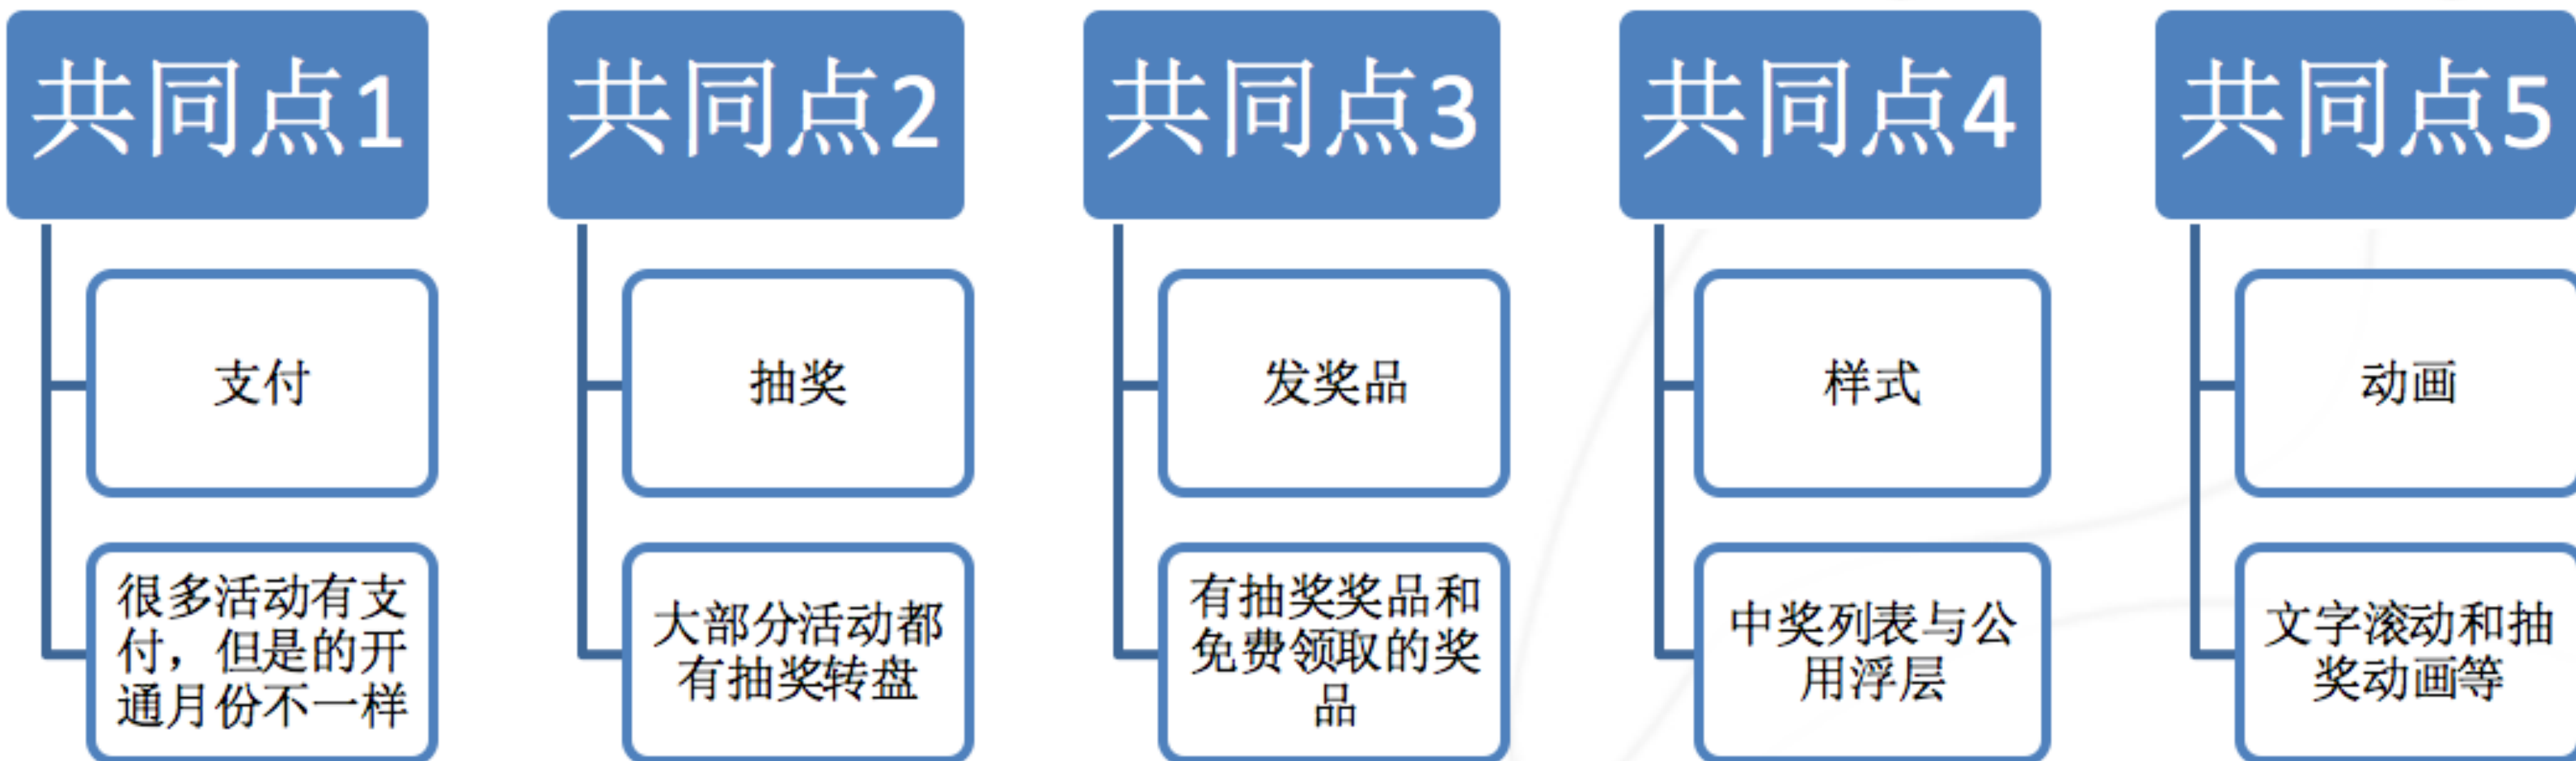 共同点1
支付
很多活动有支
付，但是的开
通月份不一样
共同点2
抽奖
大部分活动都
有抽奖转盘
共同点3
发奖品
有抽奖奖品和
免费领取的奖
品
共同点4
样式
中奖列表与公
用浮层
共同点5
动画
文字滚动和抽
奖动画等